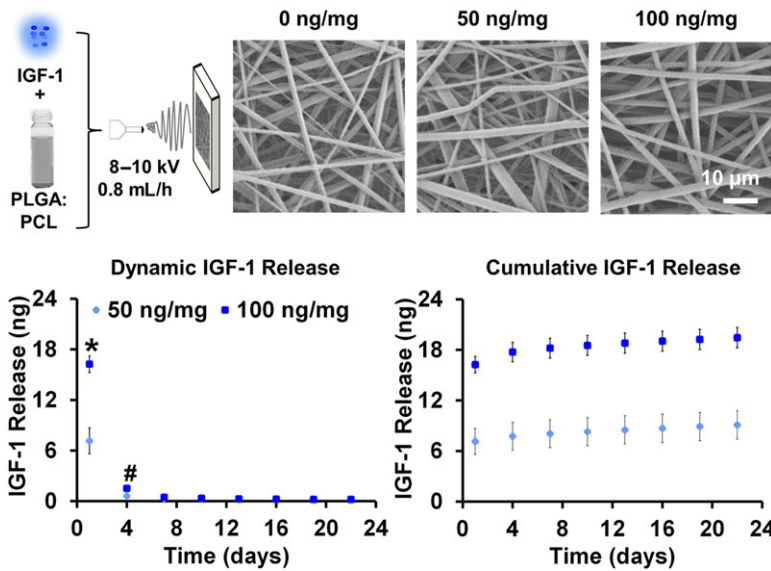 0 ng/mg
50 ng/mg
100 ng/mg
IGF-1
+
PLGA:
PCL
8–10 kV
0.8 mL/h
10 µm
Dynamic IGF-1 Release
IGF-1 Release (ng)
24
18
12
6
0
50 ng/mg
100 ng/mg
*
#
0
4
8
12
16
20
24
Time (days)
Cumulative IGF-1 Release
IGF-1 Release (ng)
24
18
12
6
0
0
4
8
12
16
20
24
Time (days)